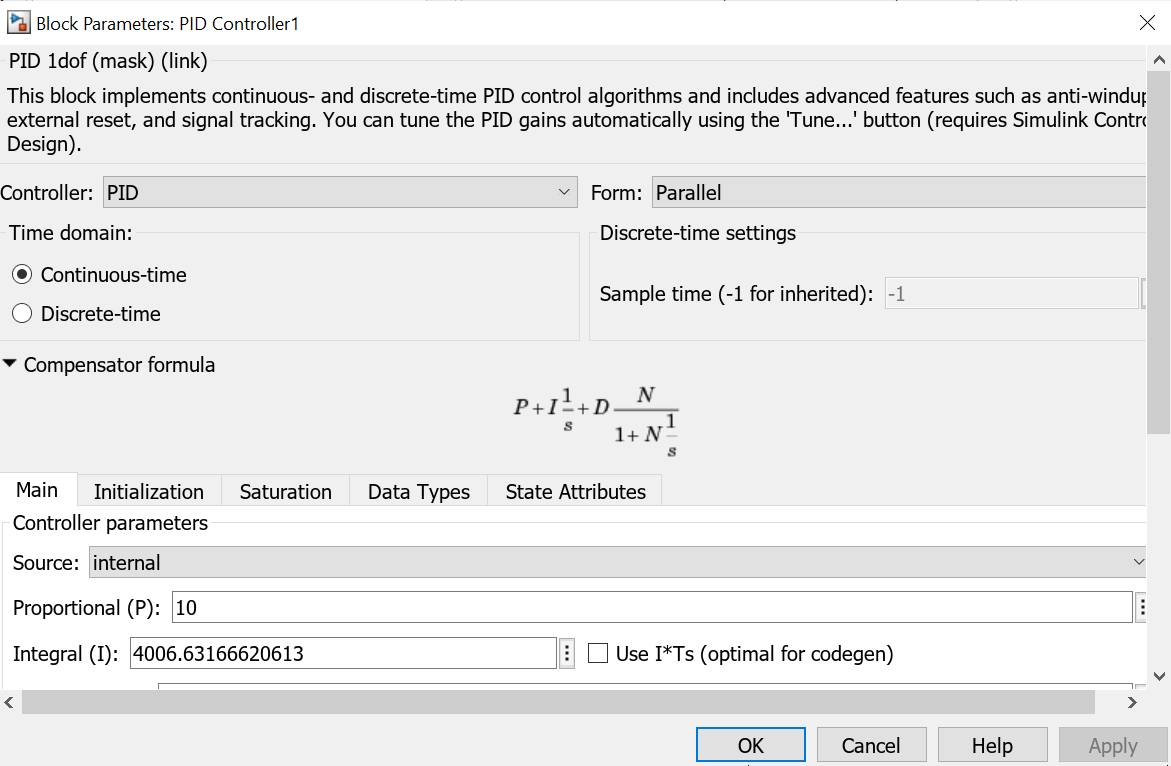 Block Parameters: PID Controller1
PID 1dof (mask) (link)
This block implements continuous- and discrete-time PID control algorithms and includes advanced features such as anti-windup
external reset, and signal tracking. You can tune the PID gains automatically using the 'Tune...' button (requires Simulink Contro
Design).
Controller: PID Form: Parallel
Time domain: Discrete-time settings
Continuous-time
Sample time (-1 for inherited): -1
Discrete-time
Compensator formula
P + I 1/s + D N/(1 + N 1/s)
Main Initialization Saturation Data Types State Attributes
Controller parameters
Source: internal
Proportional (P): 10
Integral (I): 4006.63166620613 Use I*Ts (optimal for codegen)
OK Cancel Help Apply